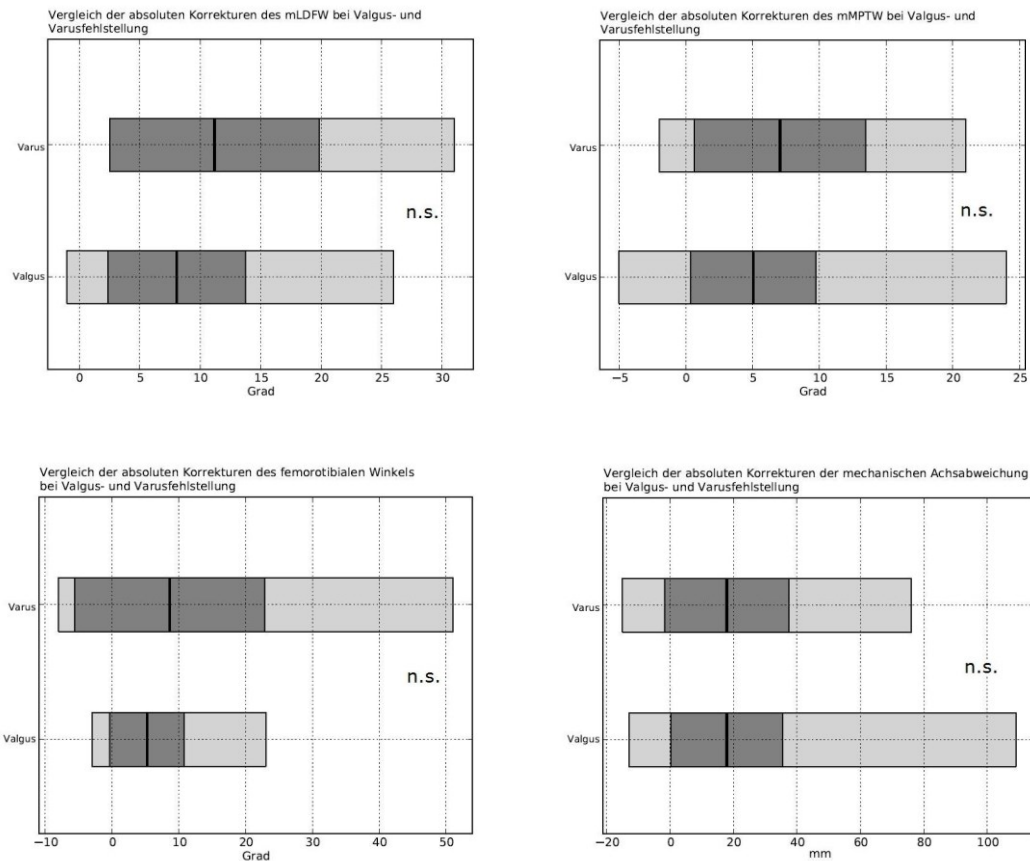 Vergleich der absoluten Korrekturen des mLDFW bei Valgus- und
Varusfehlstellung
Varus
n.s.
Valgus
0 5 10 15 20 25 30
Grad
Vergleich der absoluten Korrekturen des mMPTW bei Valgus- und
Varusfehlstellung
Varus
n.s.
Valgus
−5 0 5 10 15 20 25
Grad
Vergleich der absoluten Korrekturen des femorotibialen Winkels
bei Valgus- und Varusfehlstellung
Varus
n.s.
Valgus
−10 0 10 20 30 40 50
Grad
Vergleich der absoluten Korrekturen der mechanischen Achsabweichung
bei Valgus- und Varusfehlstellung
Varus
n.s.
Valgus
−20 0 20 40 60 80 100
mm